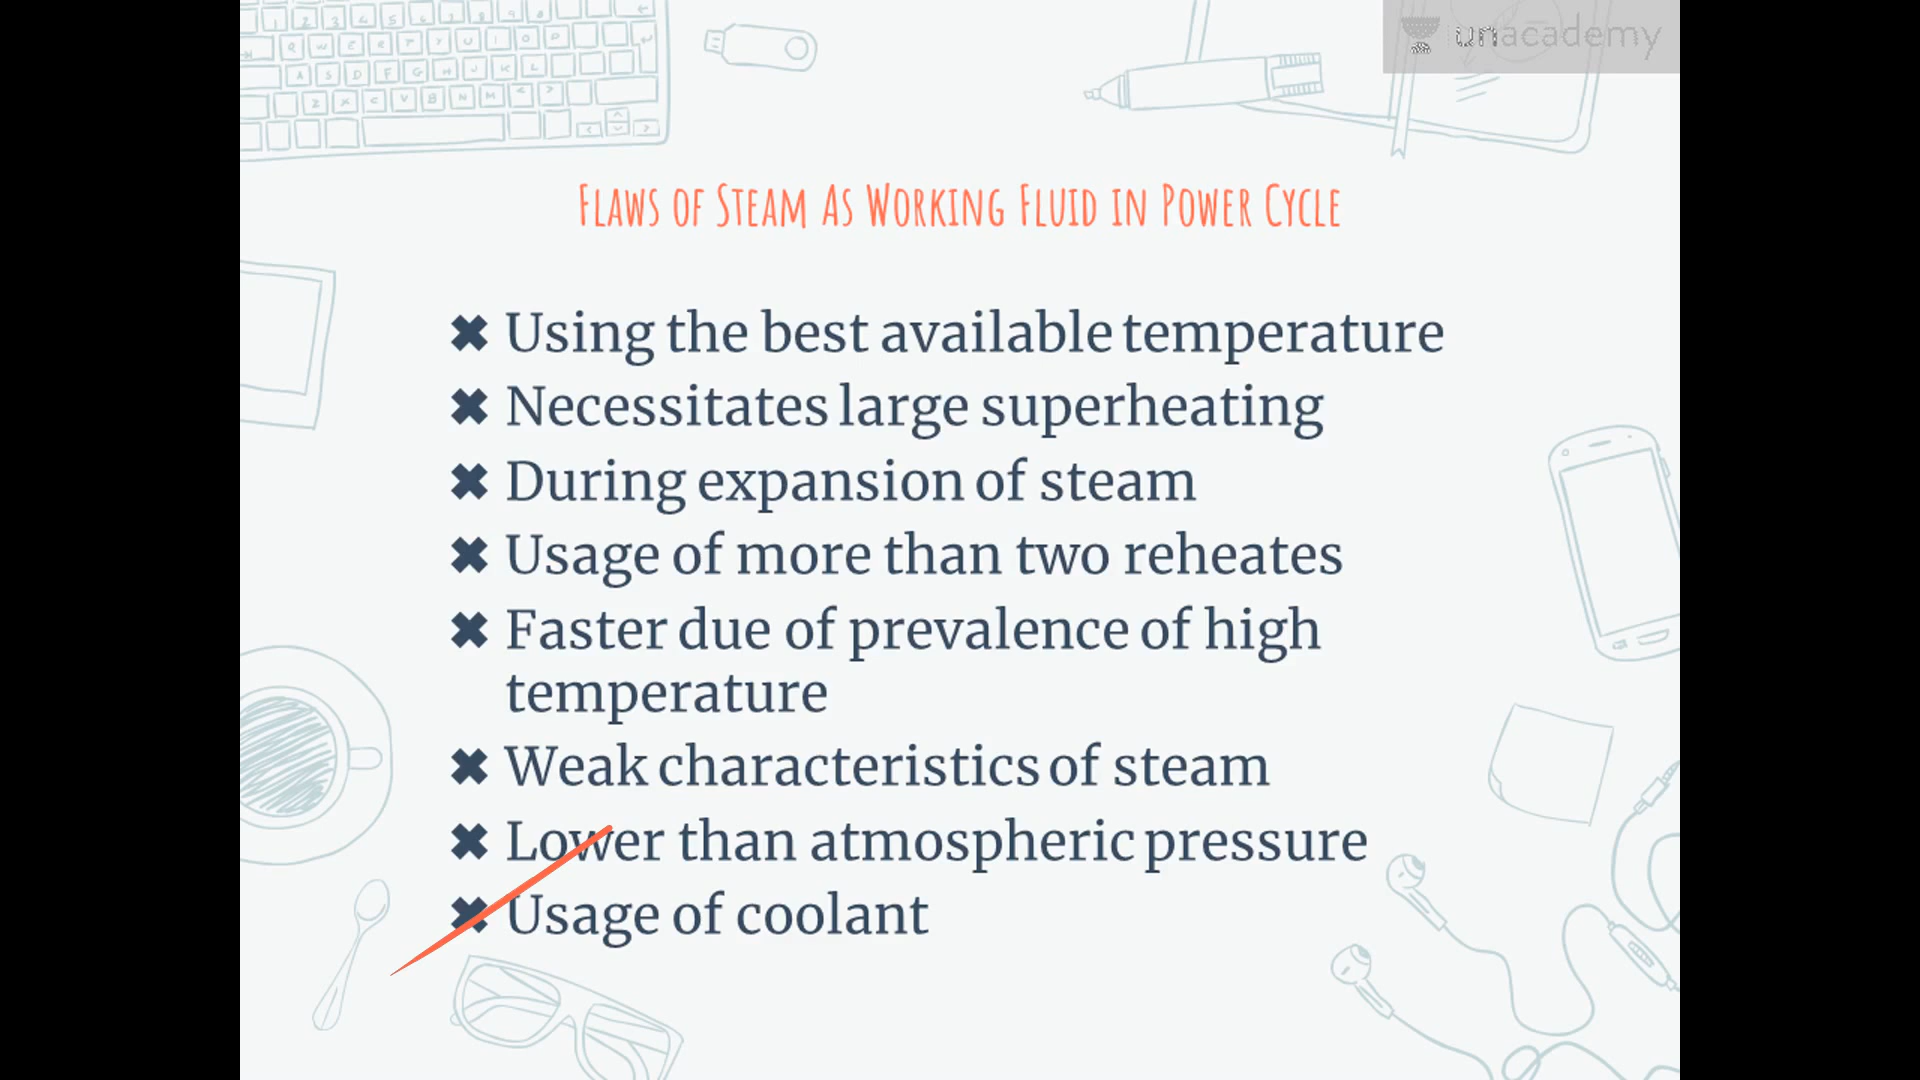 unacademy
Flaws of Steam As Working Fluid in Power Cycle
✖ Using the best available temperature
✖ Necessitates large superheating
✖ During expansion of steam
✖ Usage of more than two reheates
✖ Faster due of prevalence of high
temperature
✖ Weak characteristics of steam
✖ Lower than atmospheric pressure
✖ Usage of coolant